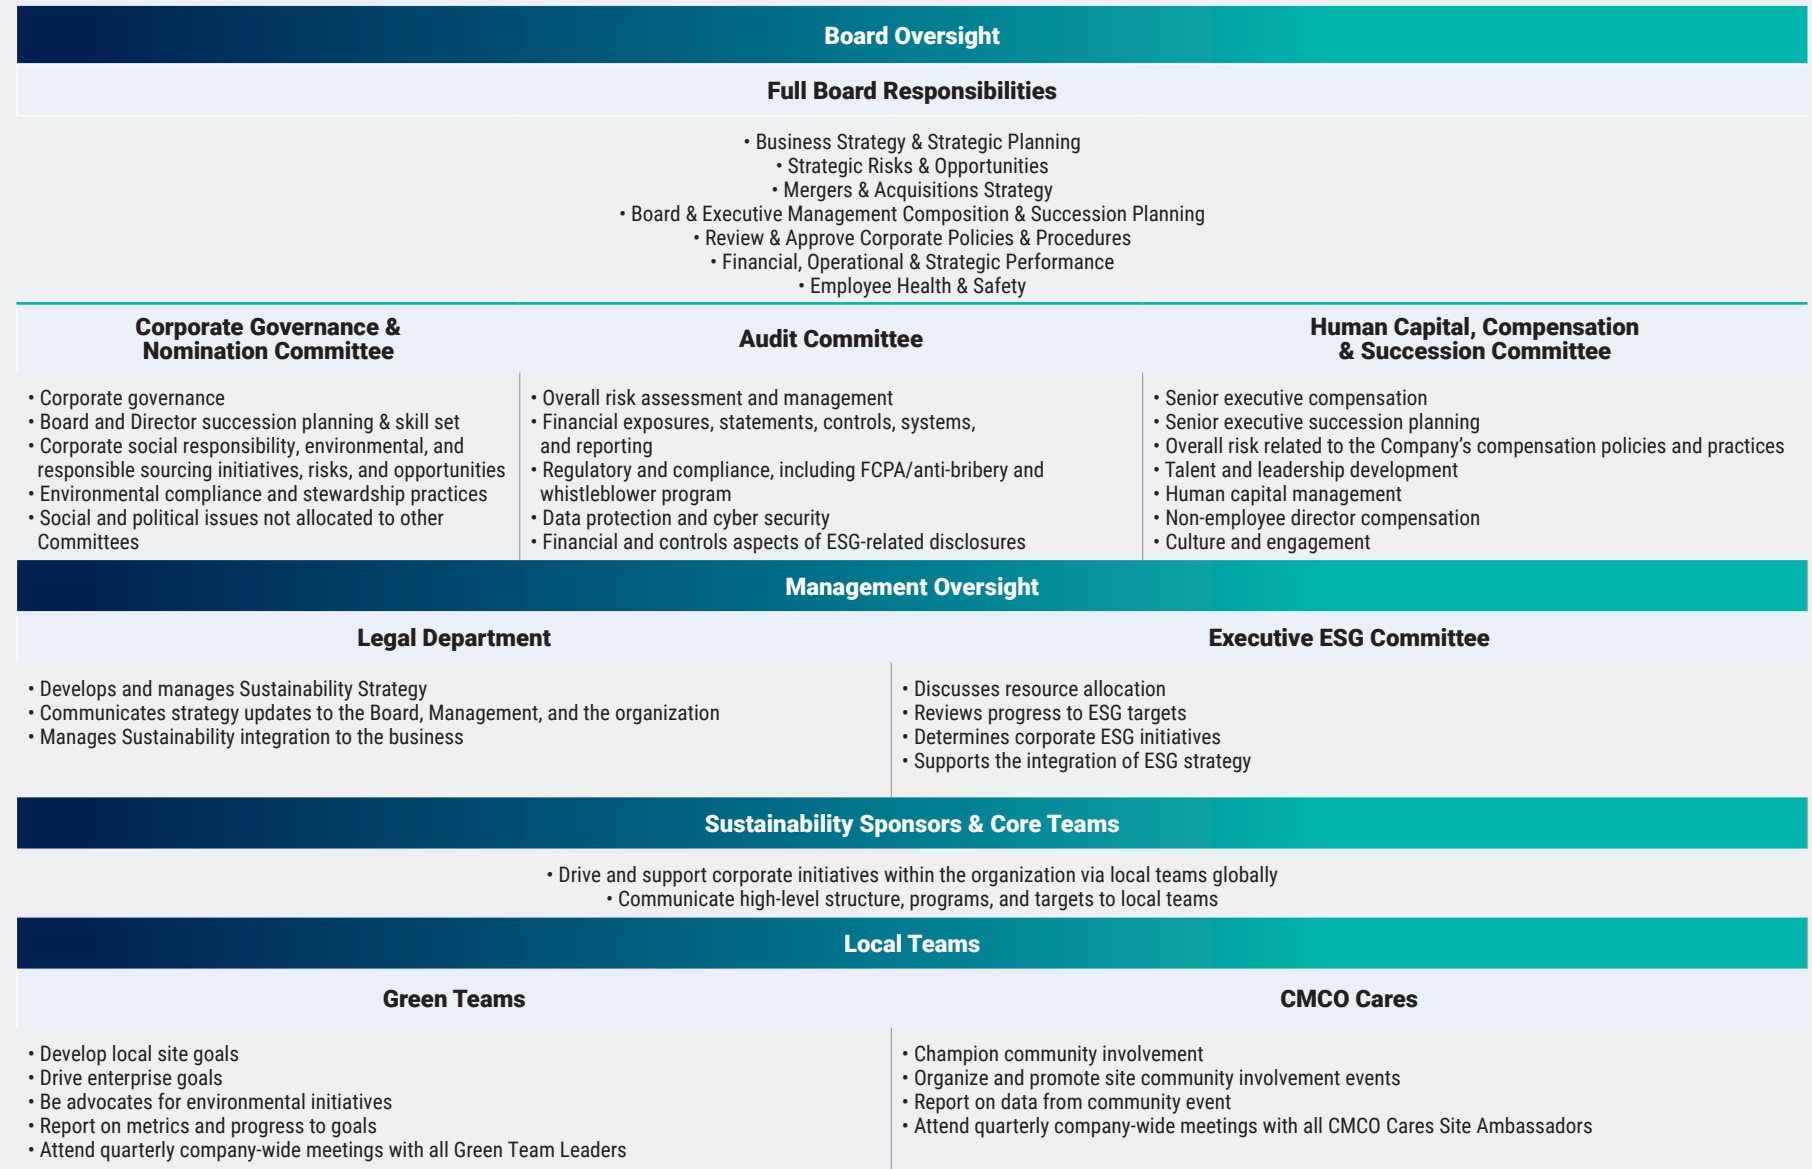 Board Oversight
Full Board Responsibilities
• Business Strategy & Strategic Planning
• Strategic Risks & Opportunities
• Mergers & Acquisitions Strategy
• Board & Executive Management Composition & Succession Planning
• Review & Approve Corporate Policies & Procedures
• Financial, Operational & Strategic Performance
• Employee Health & Safety
Corporate Governance &
Nomination Committee
• Corporate governance
• Board and Director succession planning & skill set
• Corporate social responsibility, environmental, and
responsible sourcing initiatives, risks, and opportunities
• Environmental compliance and stewardship practices
• Social and political issues not allocated to other
Committees
Audit Committee
• Overall risk assessment and management
• Financial exposures, statements, controls, systems,
and reporting
• Regulatory and compliance, including FCPA/anti-bribery and
whistleblower program
• Data protection and cyber security
• Financial and controls aspects of ESG-related disclosures
Human Capital, Compensation
& Succession Committee
• Senior executive compensation
• Senior executive succession planning
• Overall risk related to the Company's compensation policies and practices
• Talent and leadership development
• Human capital management
• Non-employee director compensation
• Culture and engagement
Management Oversight
Legal Department
• Develops and manages Sustainability Strategy
• Communicates strategy updates to the Board, Management, and the organization
• Manages Sustainability integration to the business
Executive ESG Committee
• Discusses resource allocation
• Reviews progress to ESG targets
• Determines corporate ESG initiatives
• Supports the integration of ESG strategy
Sustainability Sponsors & Core Teams
• Drive and support corporate initiatives within the organization via local teams globally
• Communicate high-level structure, programs, and targets to local teams
Local Teams
Green Teams
• Develop local site goals
• Drive enterprise goals
• Be advocates for environmental initiatives
• Report on metrics and progress to goals
• Attend quarterly company-wide meetings with all Green Team Leaders
CMCO Cares
• Champion community involvement
• Organize and promote site community involvement events
• Report on data from community event
• Attend quarterly company-wide meetings with all CMCO Cares Site Ambassadors